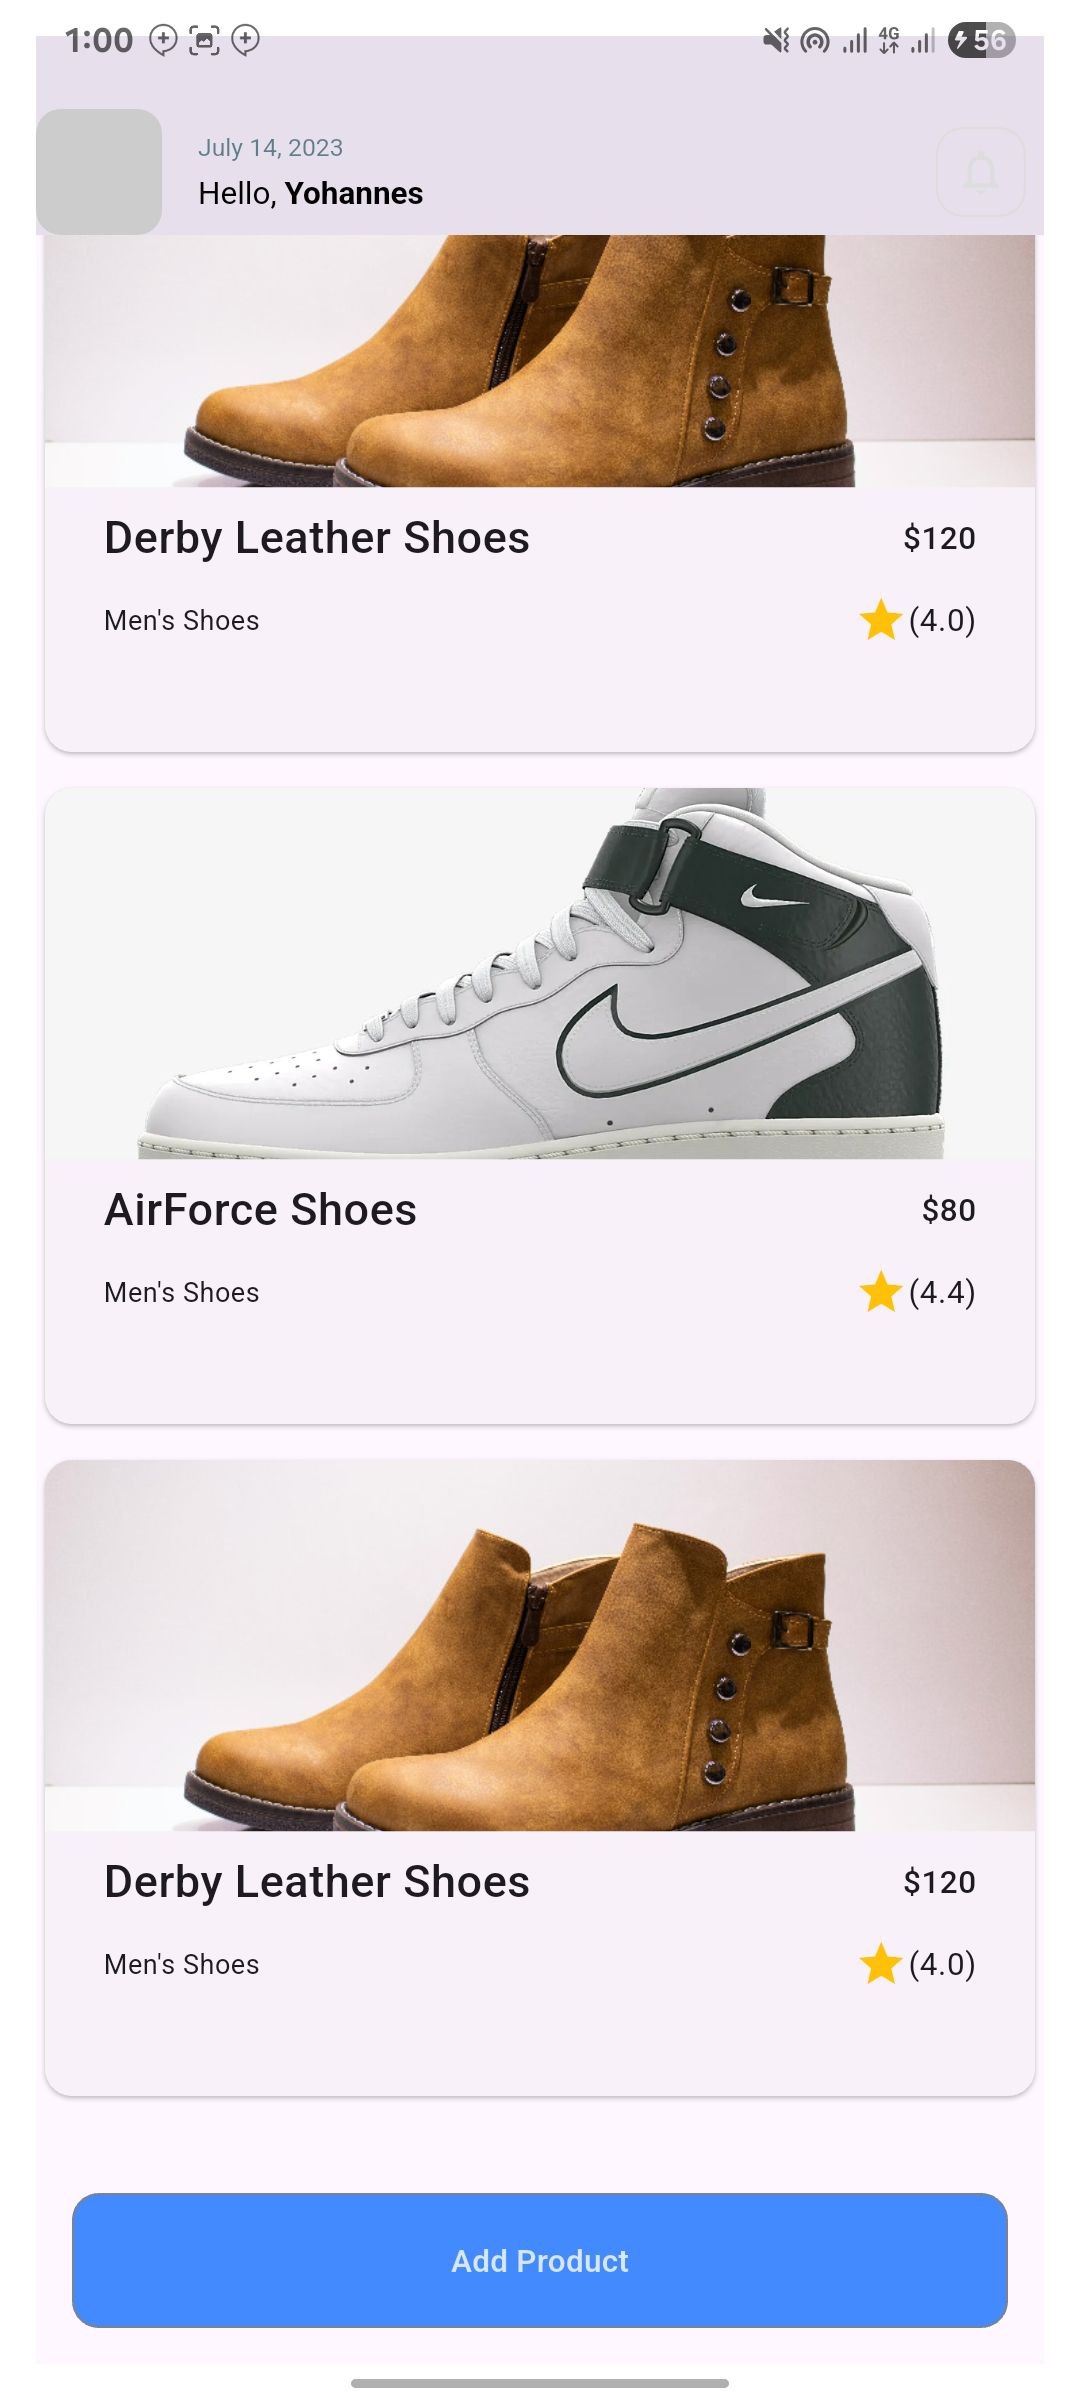 1:00 4G 56
July 14, 2023
Hello, Yohannes
Derby Leather Shoes $120
Men's Shoes (4.0)
AirForce Shoes $80
Men's Shoes (4.4)
Derby Leather Shoes $120
Men's Shoes (4.0)
Add Product